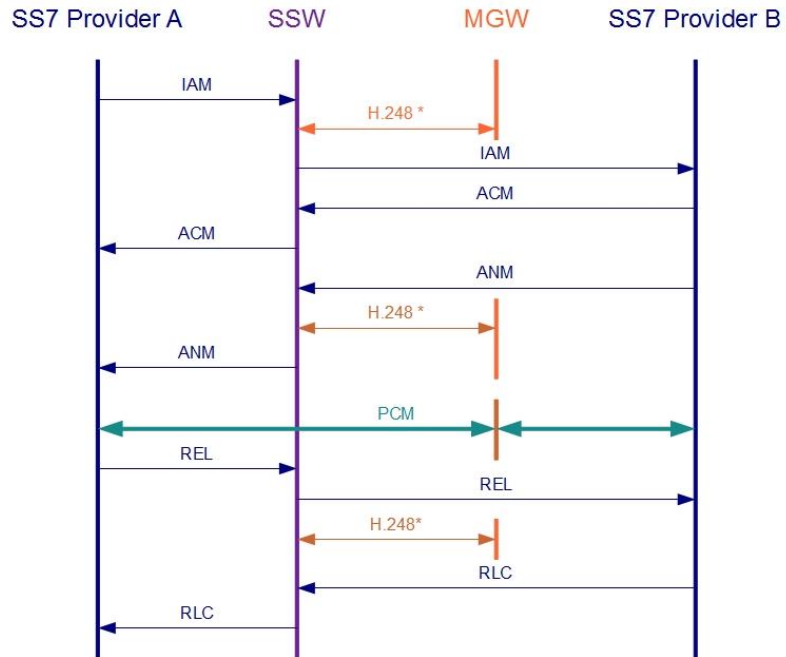 SS7 Provider A SSW MGW SS7 Provider B
IAM
H.248 *
IAM
ACM
ACM
ANM
H.248 *
ANM
PCM
REL
REL
H.248*
RLC
RLC